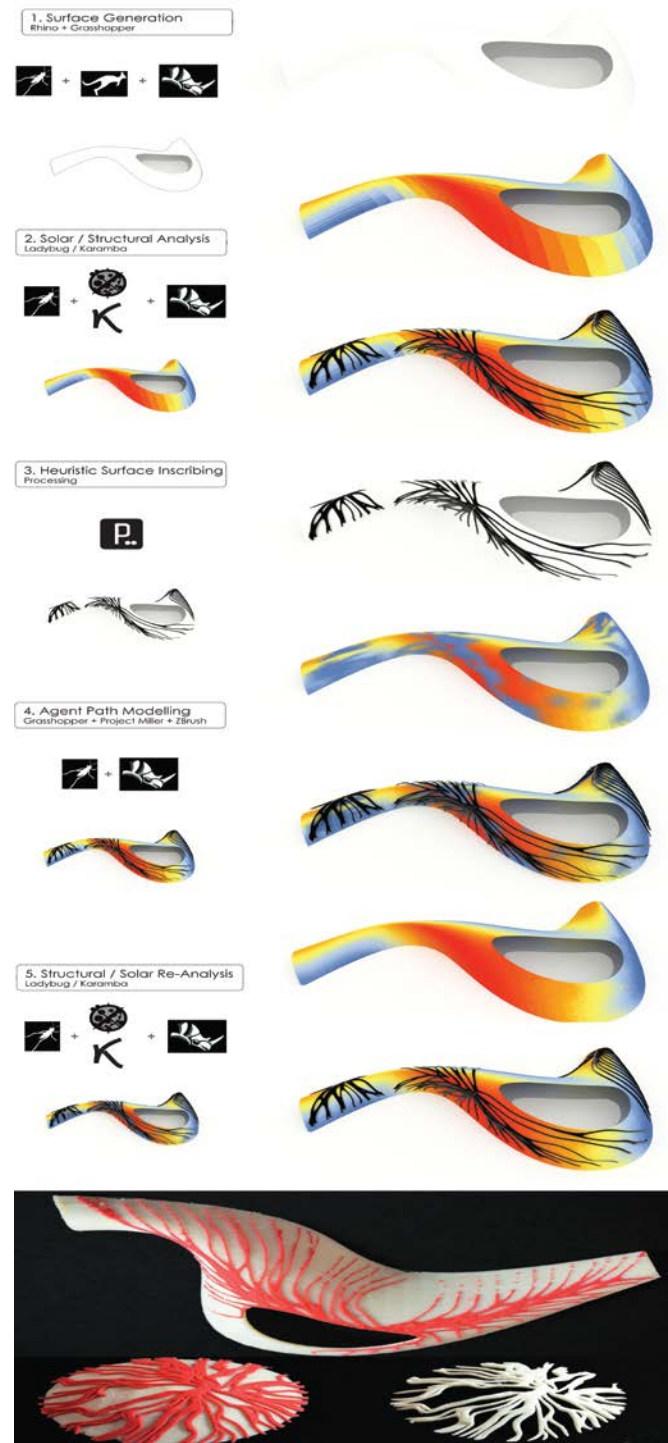 1. Surface Generation
Rhino + Grasshopper
+ +
2. Solar / Structural Analysis
Ladybug / Karamba
+ +
K
3. Heuristic Surface Inscribing
Processing
P
4. Agent Path Modelling
Grasshopper + Project Miller + ZBrush
+
5. Structural / Solar Re-Analysis
Ladybug / Karamba
+ +
K